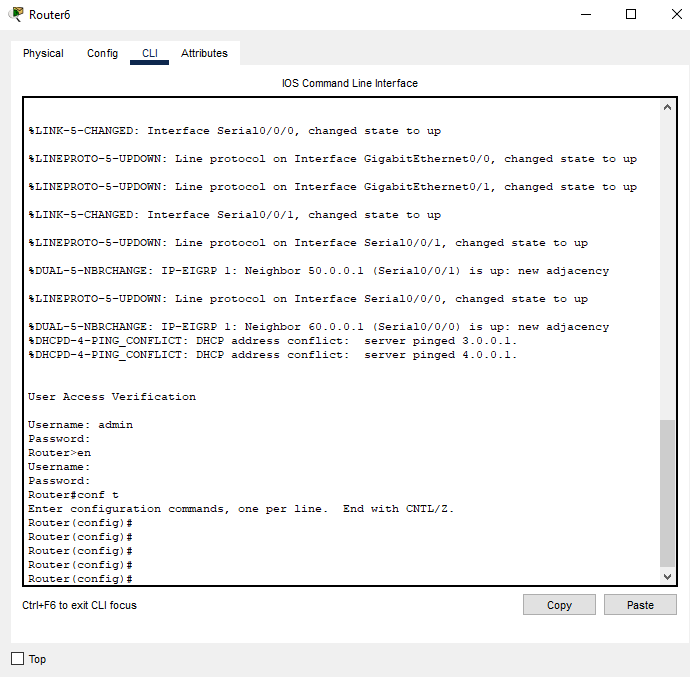 Router6
Physical Config CLI Attributes
IOS Command Line Interface
%LINK-5-CHANGED: Interface Serial0/0/0, changed state to up
%LINEPROTO-5-UPDOWN: Line protocol on Interface GigabitEthernet0/0, changed state to up
%LINEPROTO-5-UPDOWN: Line protocol on Interface GigabitEthernet0/1, changed state to up
%LINK-5-CHANGED: Interface Serial0/0/1, changed state to up
%LINEPROTO-5-UPDOWN: Line protocol on Interface Serial0/0/1, changed state to up
%DUAL-5-NBRCHANGE: IP-EIGRP 1: Neighbor 50.0.0.1 (Serial0/0/1) is up: new adjacency
%LINEPROTO-5-UPDOWN: Line protocol on Interface Serial0/0/0, changed state to up
%DUAL-5-NBRCHANGE: IP-EIGRP 1: Neighbor 60.0.0.1 (Serial0/0/0) is up: new adjacency
%DHCPD-4-PING_CONFLICT: DHCP address conflict:  server pinged 3.0.0.1.
%DHCPD-4-PING_CONFLICT: DHCP address conflict:  server pinged 4.0.0.1.
User Access Verification
Username: admin
Password:
Router>en
Username:
Password:
Router#conf t
Enter configuration commands, one per line.  End with CNTL/Z.
Router(config)#
Router(config)#
Router(config)#
Router(config)#
Router(config)#
Ctrl+F6 to exit CLI focus
Copy Paste
Top